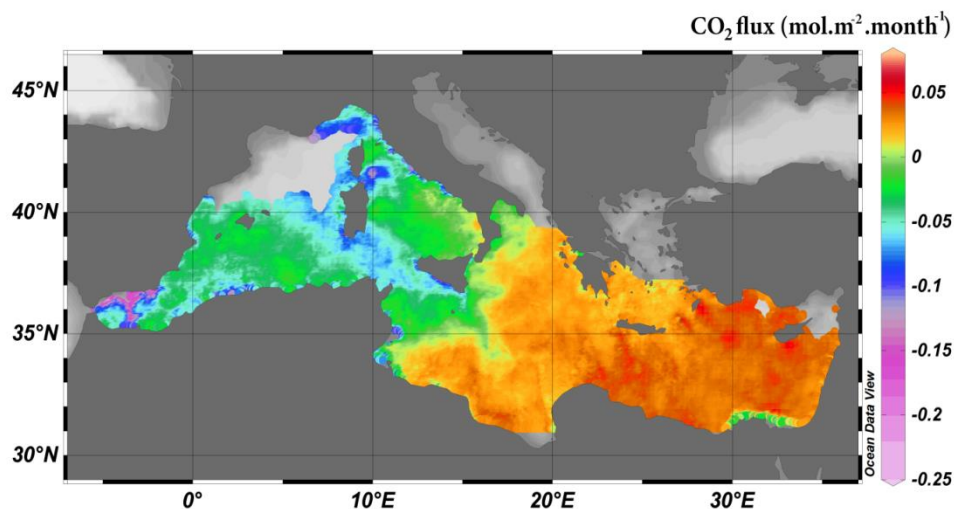 CO₂ flux (mol.m⁻².month⁻¹)
45°N
40°N
35°N
30°N
0°
10°E
20°E
30°E
Ocean Data View
0.05
0
-0.05
-0.1
-0.15
-0.2
-0.25